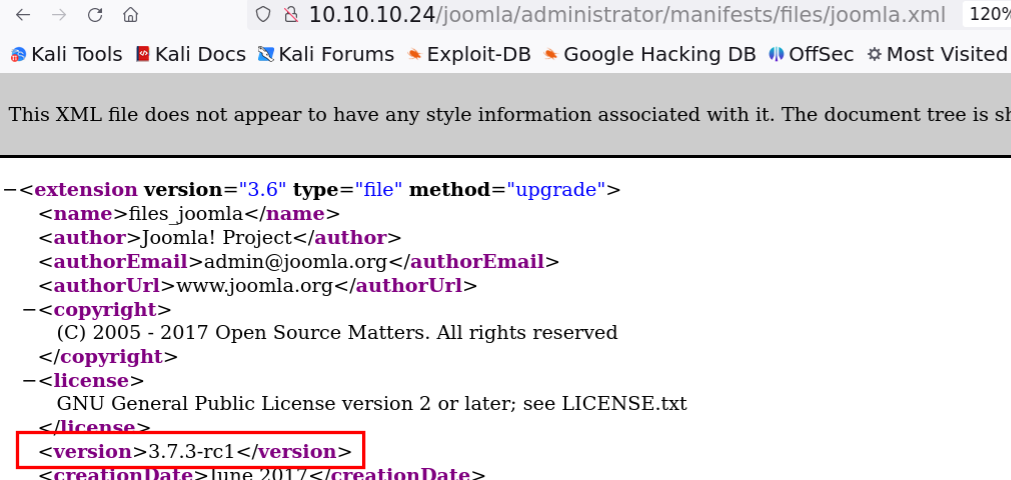 10.10.10.24/joomla/administrator/manifests/files/joomla.xml 120%
Kali Tools Kali Docs Kali Forums Exploit-DB Google Hacking DB OffSec Most Visited
This XML file does not appear to have any style information associated with it. The document tree is sh
−<extension version="3.6" type="file" method="upgrade">
<name>files_joomla</name>
<author>Joomla! Project</author>
<authorEmail>admin@joomla.org</authorEmail>
<authorUrl>www.joomla.org</authorUrl>
−<copyright>
(C) 2005 - 2017 Open Source Matters. All rights reserved
</copyright>
−<license>
GNU General Public License version 2 or later; see LICENSE.txt
</license>
<version>3.7.3-rc1</version>
<creationDate>June 2017</creationDate>